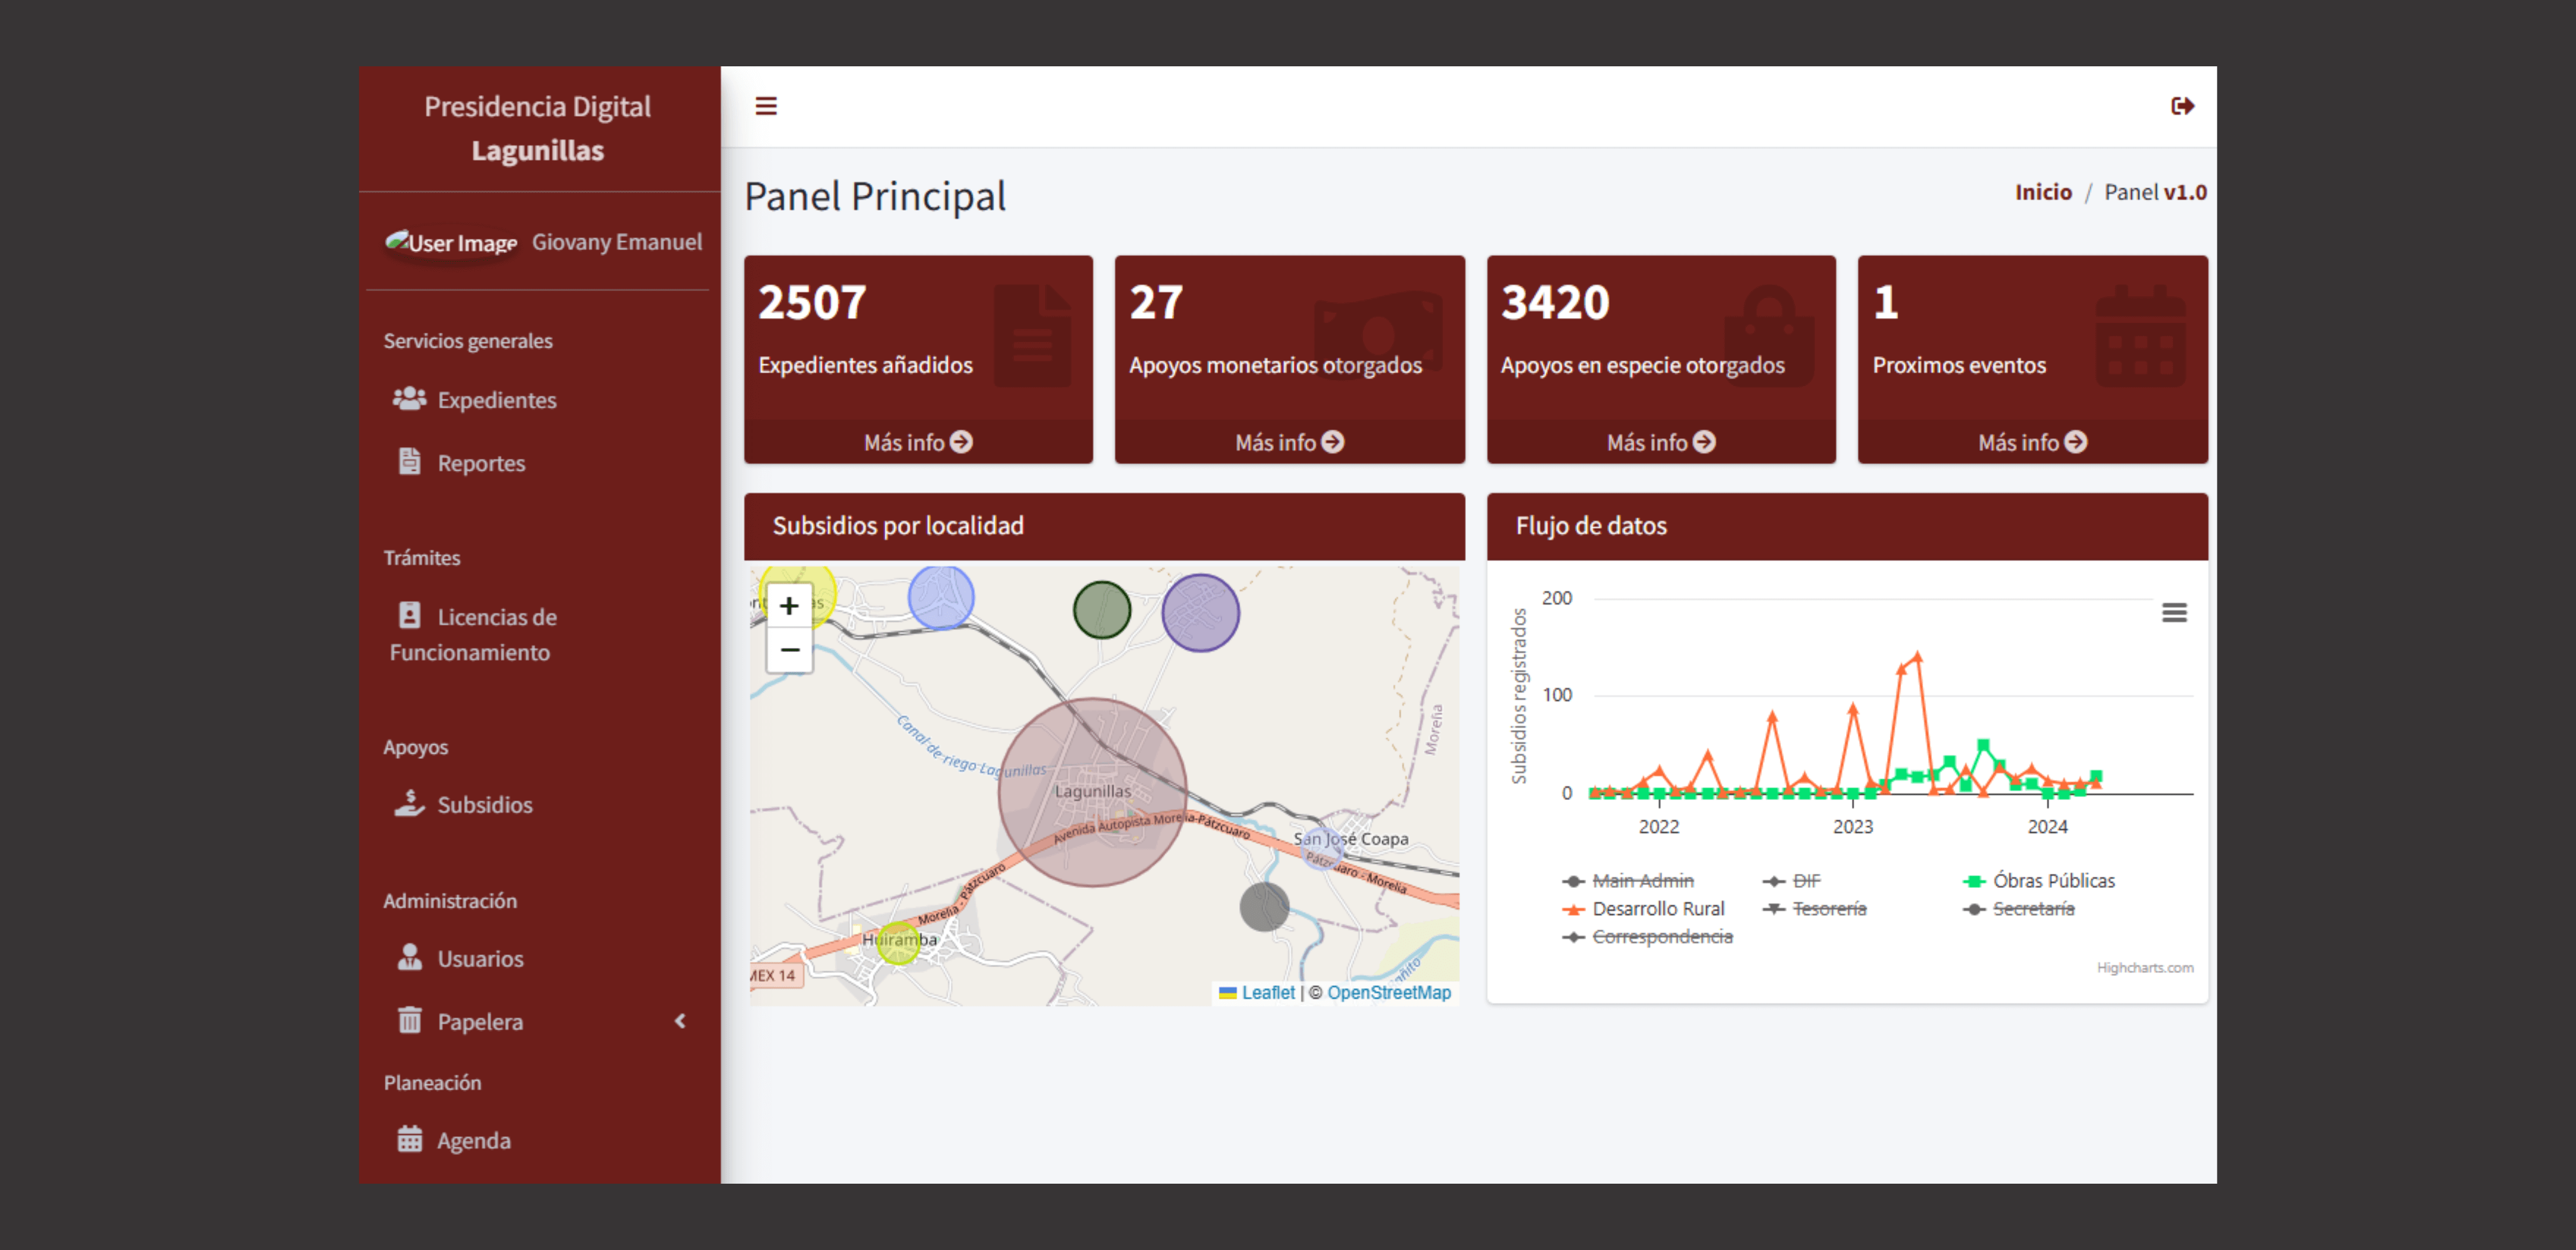 Presidencia Digital
Lagunillas
User Image Giovany Emanuel
Servicios generales
Expedientes
Reportes
Trámites
Licencias de
Funcionamiento
Apoyos
Subsidios
Administración
Usuarios
Papelera
Planeación
Agenda
Panel Principal
Inicio / Panel v1.0
2507
Expedientes añadidos
Más info
27
Apoyos monetarios otorgados
Más info
3420
Apoyos en especie otorgados
Más info
1
Proximos eventos
Más info
Subsidios por localidad
+
−
Canal de riego Lagunillas
Moreña
Lagunillas
Avenida Autopista Morelia-Pátzcuaro
San José Coapa
Pátzcuaro - Morelia
Morelia - Pátzcuaro
Huiramba
MEX 14
Leaflet | © OpenStreetMap
Flujo de datos
Subsidios registrados
200
100
0
2022 2023 2024
Main Admin DIF Óbras Públicas
Desarrollo Rural Tesorería Secretaría
Correspondencia
Highcharts.com